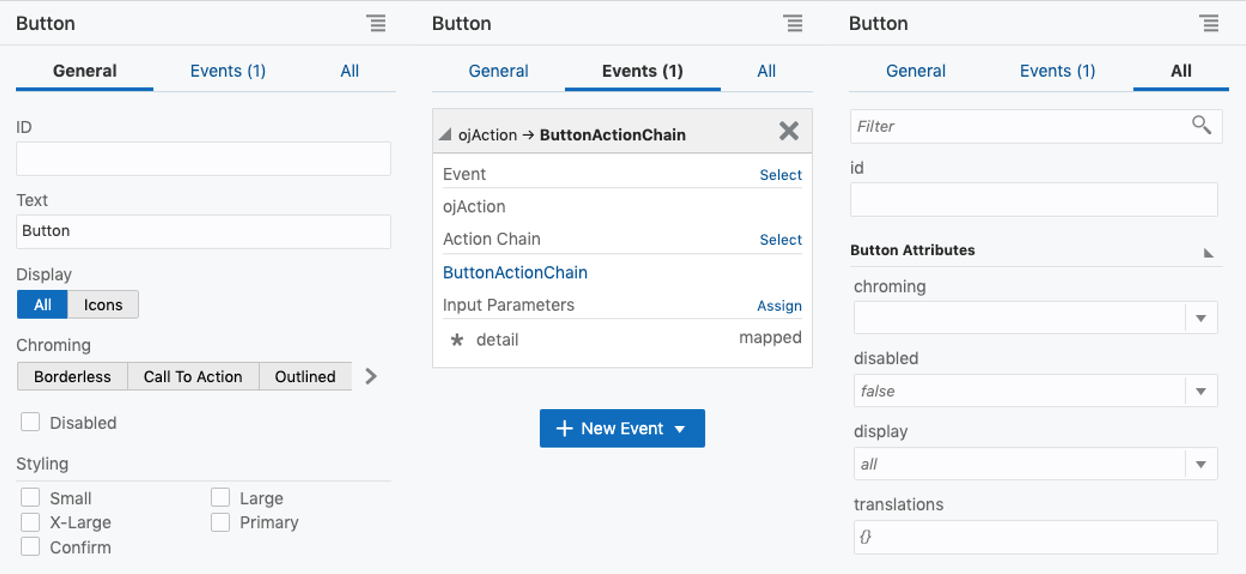 Button
General Events (1) All
ID
Text
Button
Display
All Icons
Chroming
Borderless Call To Action Outlined
Disabled
Styling
Small Large
X-Large Primary
Confirm
Button
General Events (1) All
ojAction → ButtonActionChain
Event Select
ojAction
Action Chain Select
ButtonActionChain
Input Parameters Assign
* detail mapped
+ New Event
Button
General Events (1) All
Filter
id
Button Attributes
chroming
disabled
false
display
all
translations
{}